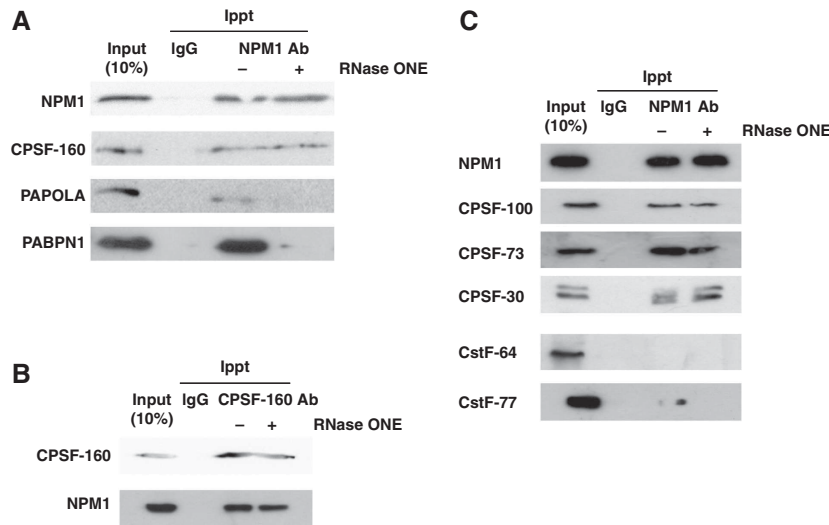 A
Ippt
Input (10%) IgG NPM1 Ab
– + RNase ONE
NPM1
CPSF-160
PAPOLA
PABPN1
B
Ippt
Input (10%) IgG CPSF-160 Ab
– + RNase ONE
CPSF-160
NPM1
C
Ippt
Input (10%) IgG NPM1 Ab
– + RNase ONE
NPM1
CPSF-100
CPSF-73
CPSF-30
CstF-64
CstF-77